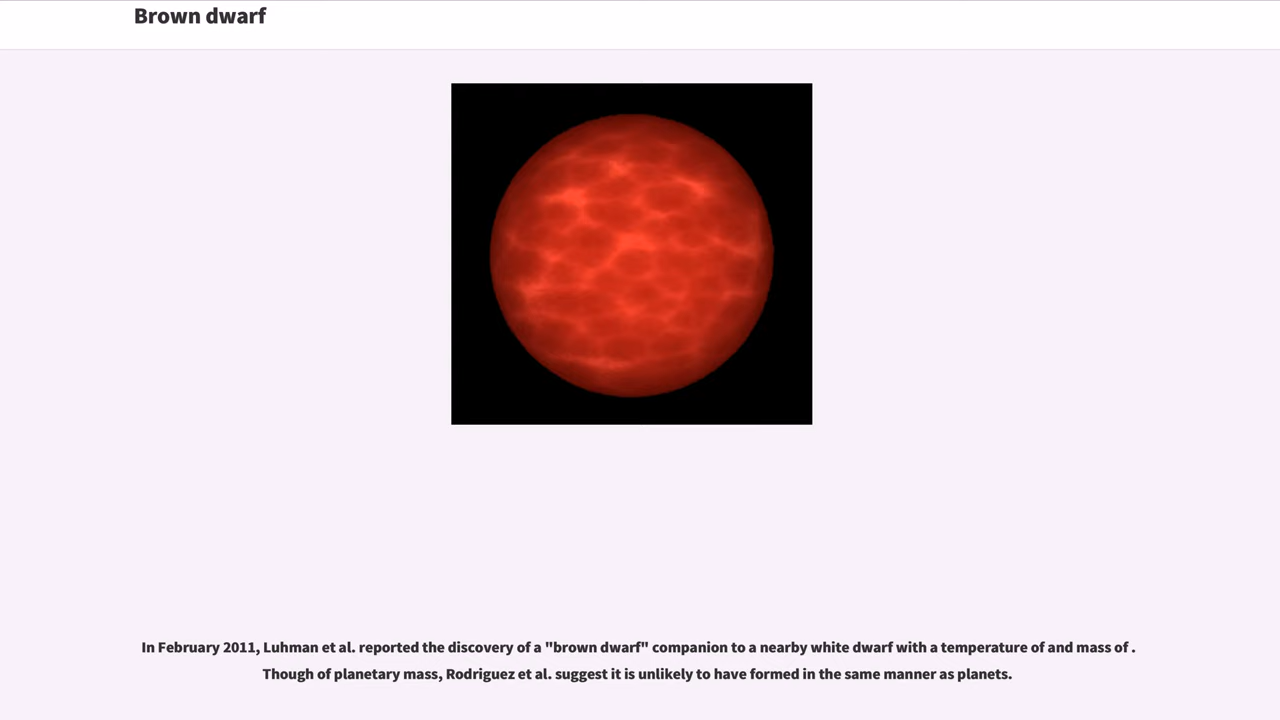 Brown dwarf
In February 2011, Luhman et al. reported the discovery of a "brown dwarf" companion to a nearby white dwarf with a temperature of and mass of .
Though of planetary mass, Rodriguez et al. suggest it is unlikely to have formed in the same manner as planets.